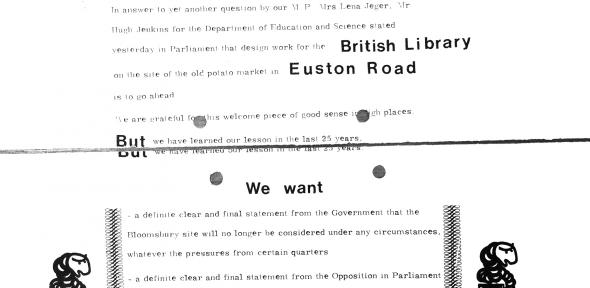 In answer to yet another question by our M P Mrs Lena Jeger, Mr
Hugh Jenkins for the Department of Education and Science stated
yesterday in Parliament that design work for the British Library
on the site of the old potato market in Euston Road
is to go ahead
We are grateful for this welcome piece of good sense in high places.
But we have learned our lesson in the last 25 years.
But we have learned our lesson in the last 25 years
We want
- a definite clear and final statement from the Government that the
Bloomsbury site will no longer be considered under any circumstances,
whatever the pressures from certain quarters
- a definite clear and final statement from the Opposition in Parliament